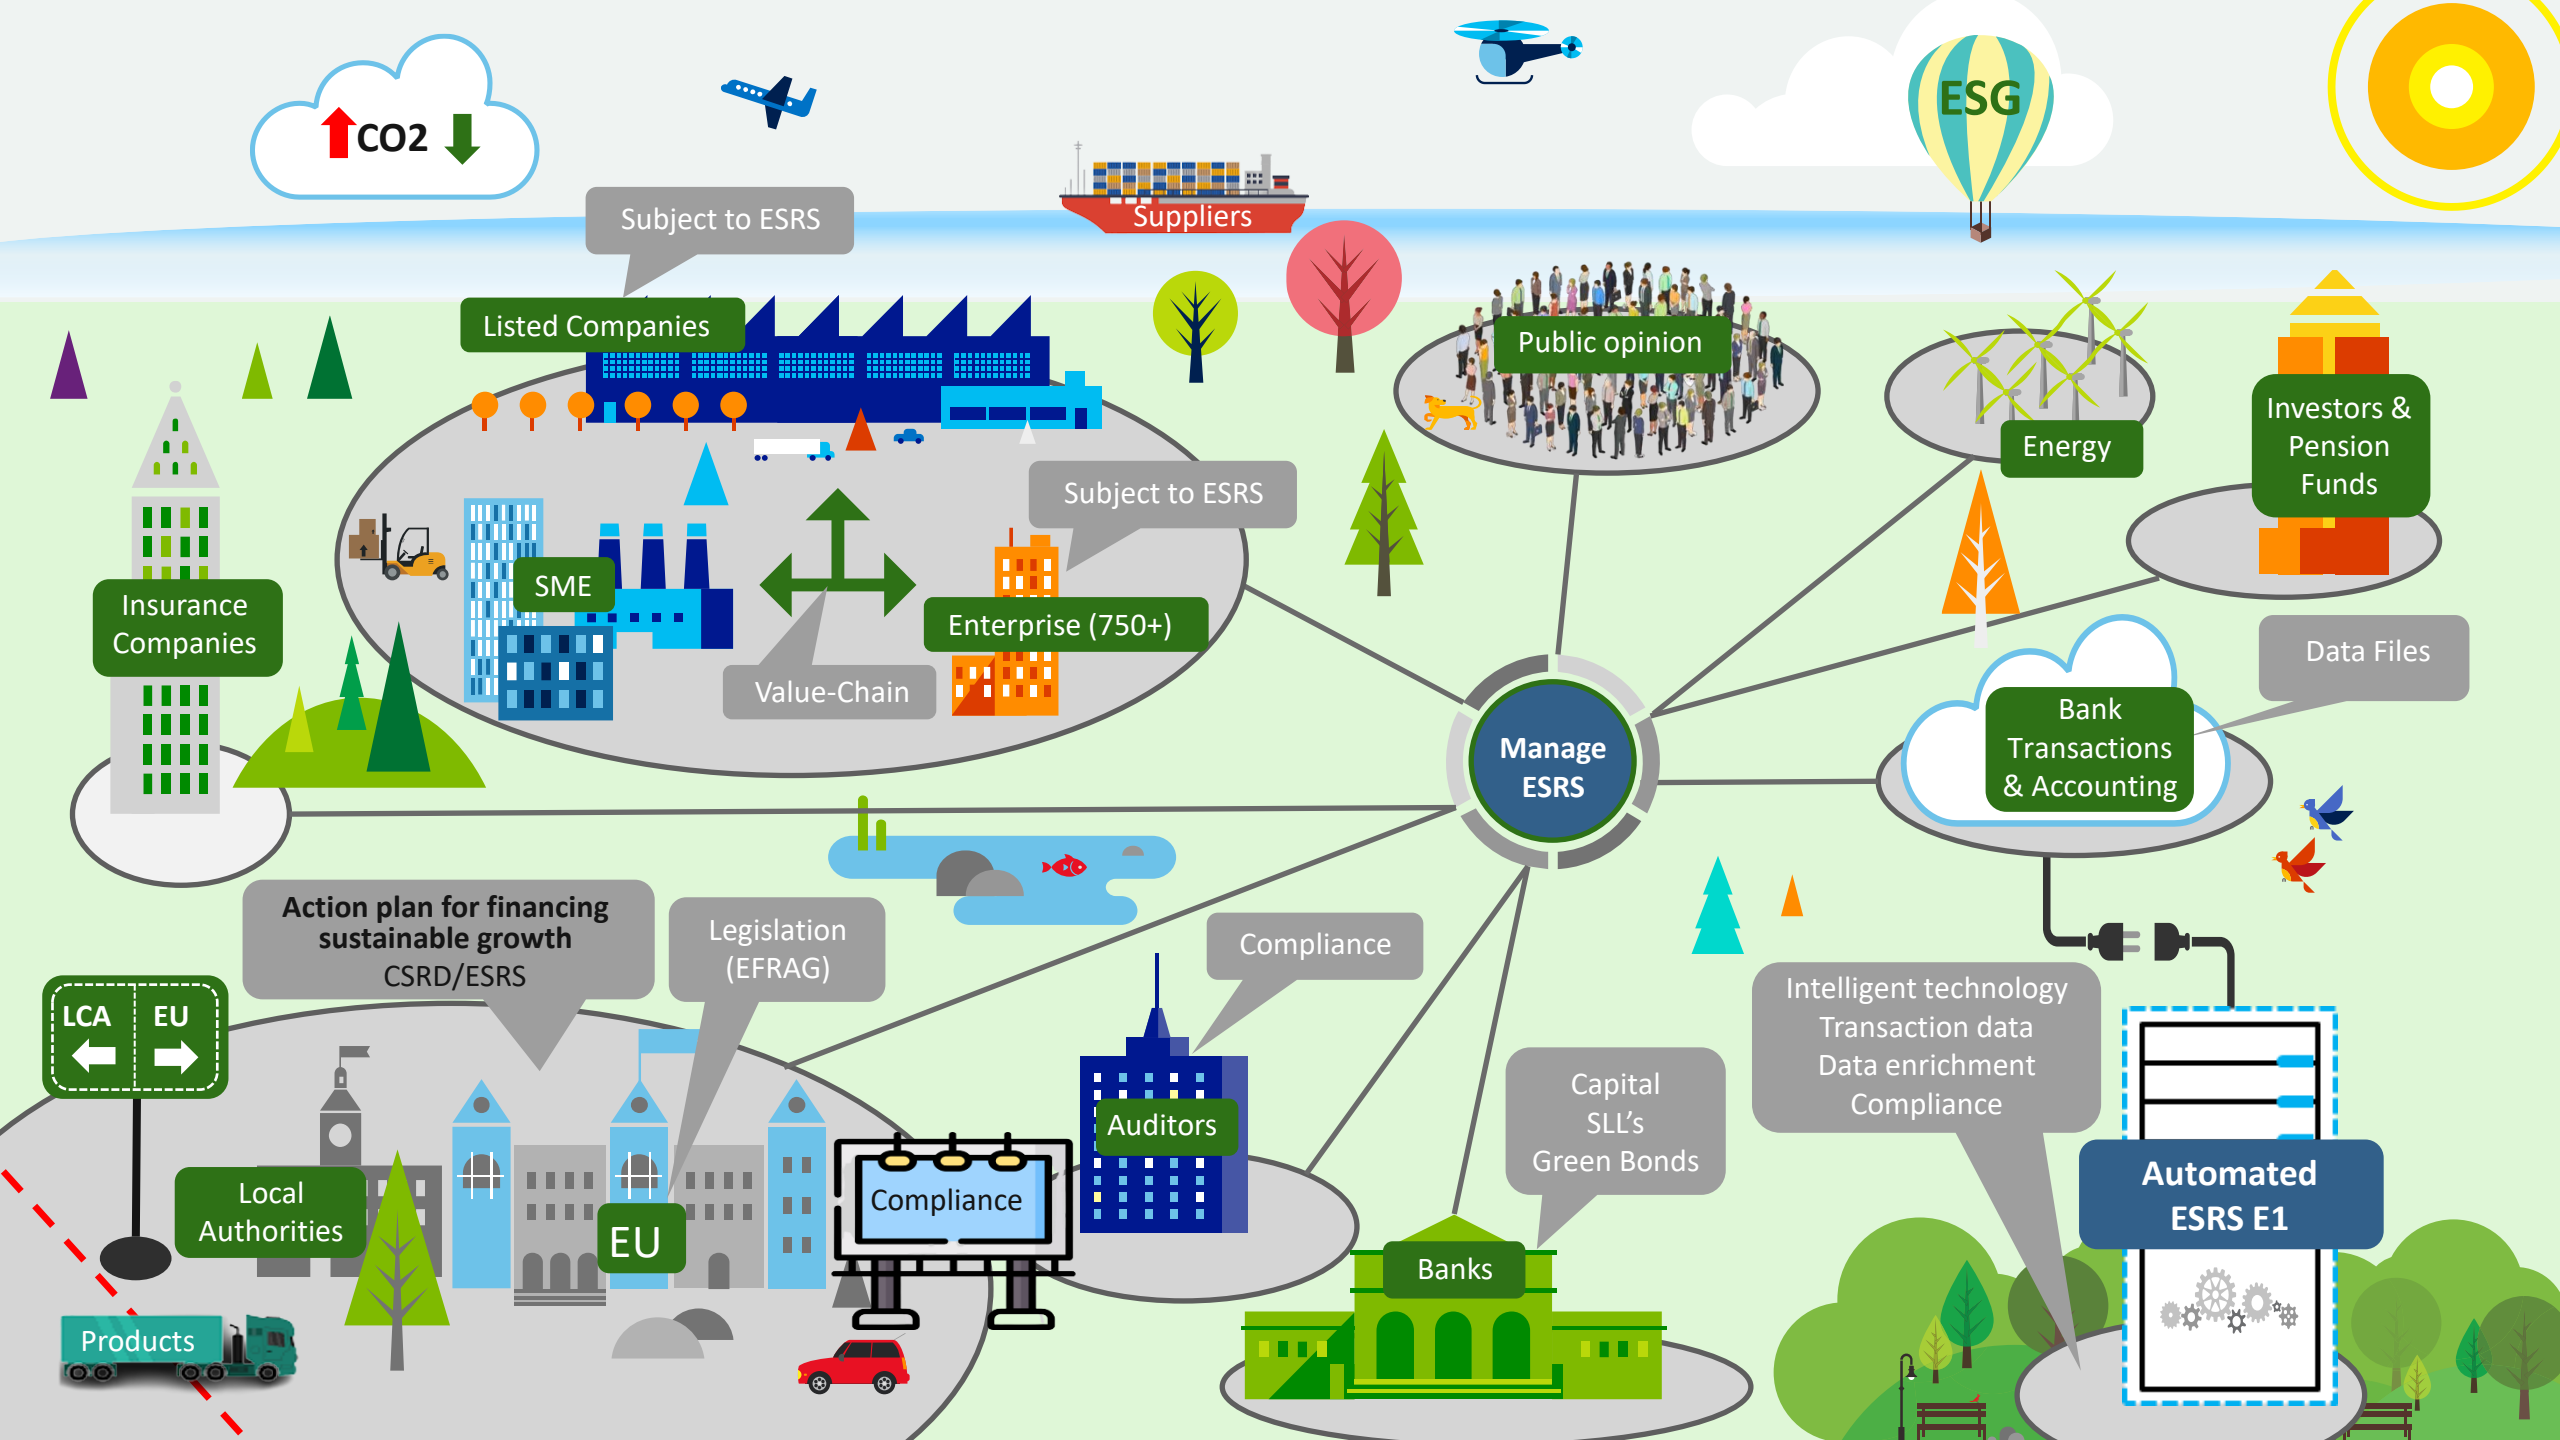 ESG
CO2
Suppliers
Subject to ESRS
Listed Companies
Public opinion
Energy
Investors &
Pension
Funds
Subject to ESRS
SME
Enterprise (750+)
Value-Chain
Insurance
Companies
Manage
ESRS
Data Files
Bank
Transactions
& Accounting
Action plan for financing
sustainable growth
CSRD/ESRS
Legislation
(EFRAG)
Compliance
LCA
EU
Intelligent technology
Transaction data
Data enrichment
Compliance
Capital
SLL’s
Green Bonds
Auditors
Local
Authorities
EU
Compliance
Automated
ESRS E1
Banks
Products